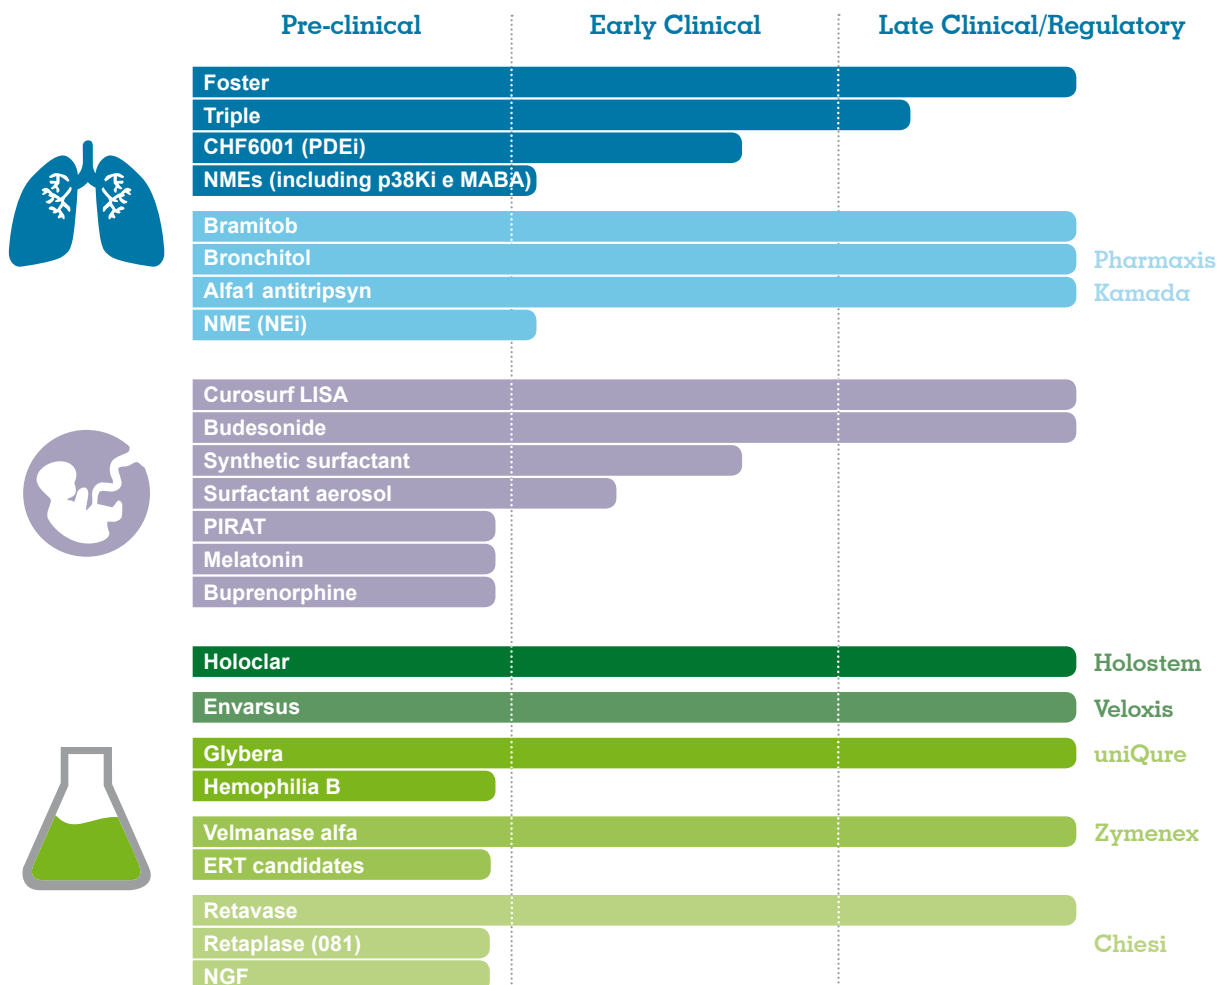 Pre-clinical Early Clinical Late Clinical/Regulatory
Foster
Triple
CHF6001 (PDEi)
NMEs (including p38Ki e MABA)
Bramitob
Bronchitol Pharmaxis
Alfa1 antitripsyn Kamada
NME (NEi)
Curosurf LISA
Budesonide
Synthetic surfactant
Surfactant aerosol
PIRAT
Melatonin
Buprenorphine
Holoclar Holostem
Envarsus Veloxis
Glybera uniQure
Hemophilia B
Velmanase alfa Zymenex
ERT candidates
Retavase
Retaplase (081) Chiesi
NGF